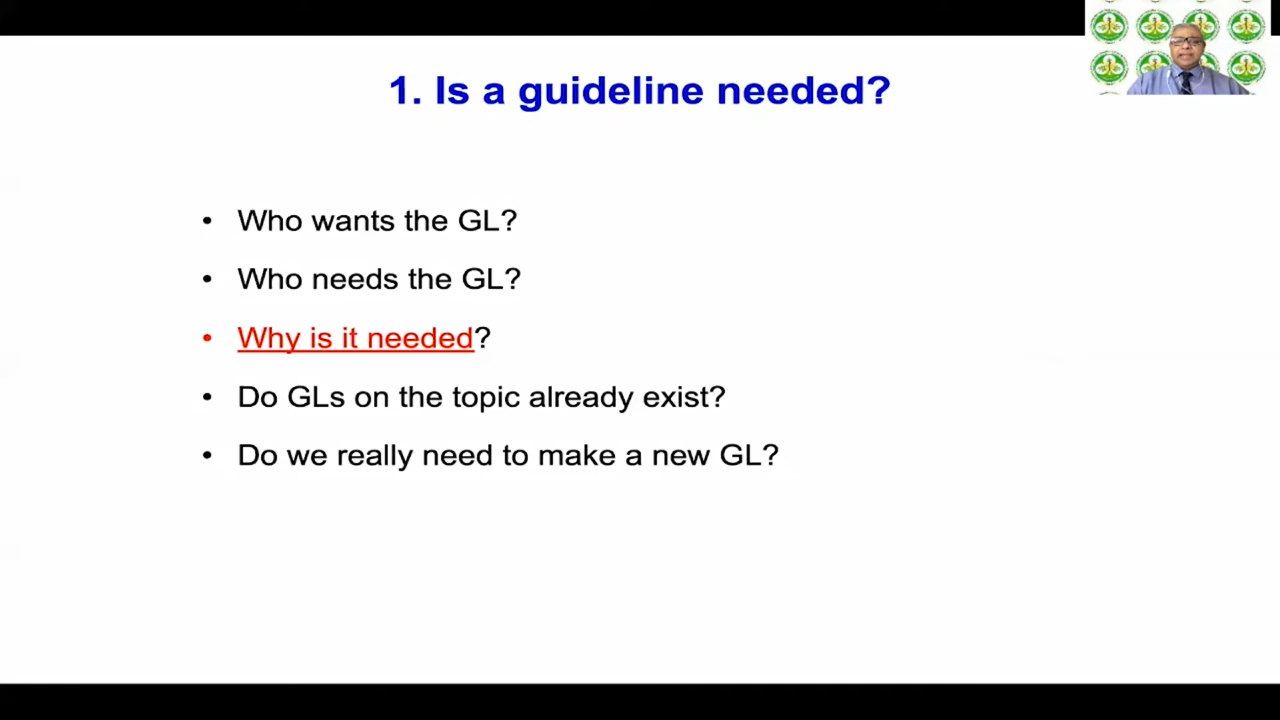 1. Is a guideline needed?
• Who wants the GL?
• Who needs the GL?
• Why is it needed?
• Do GLs on the topic already exist?
• Do we really need to make a new GL?